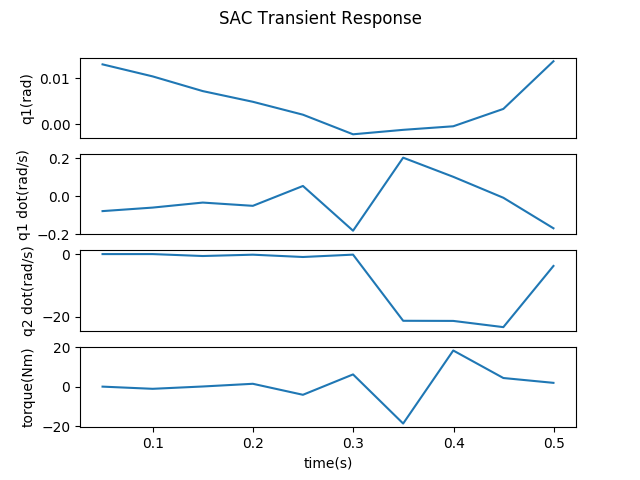 SAC Transient Response
q1(rad)
0.01
0.00
q1 dot(rad/s)
0.2
0.0
−0.2
q2 dot(rad/s)
0
−20
torque(Nm)
20
0
−20
0.1 0.2 0.3 0.4 0.5
time(s)